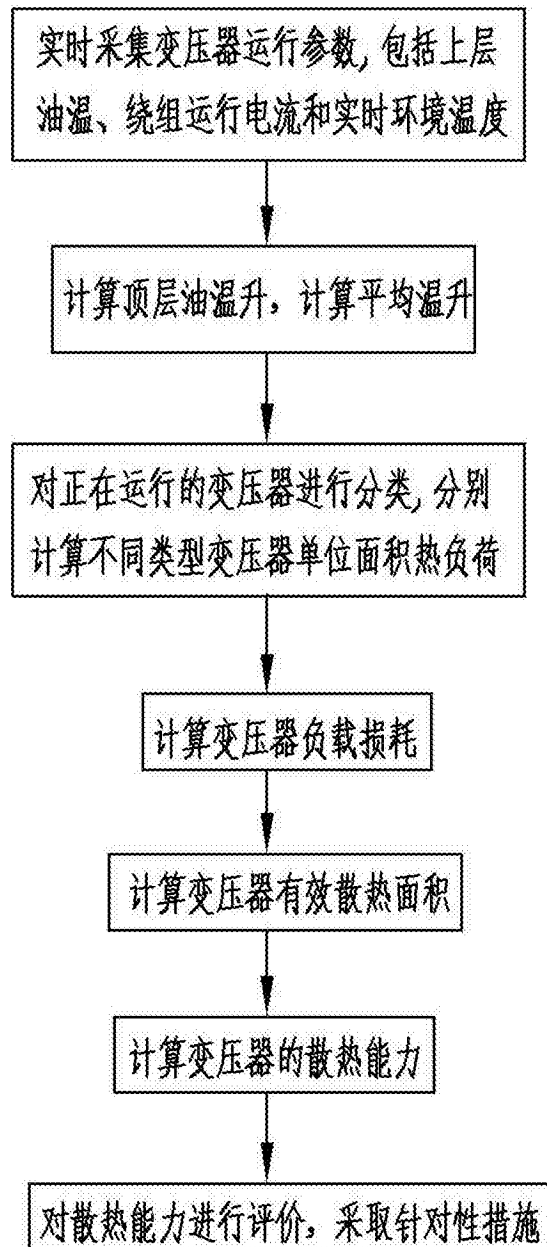 实时采集变压器运行参数,包括上层
油温、绕组运行电流和实时环境温度
计算顶层油温升，计算平均温升
对正在运行的变压器进行分类,分别
计算不同类型变压器单位面积热负荷
计算变压器负载损耗
计算变压器有效散热面积
计算变压器的散热能力
对散热能力进行评价，采取针对性措施